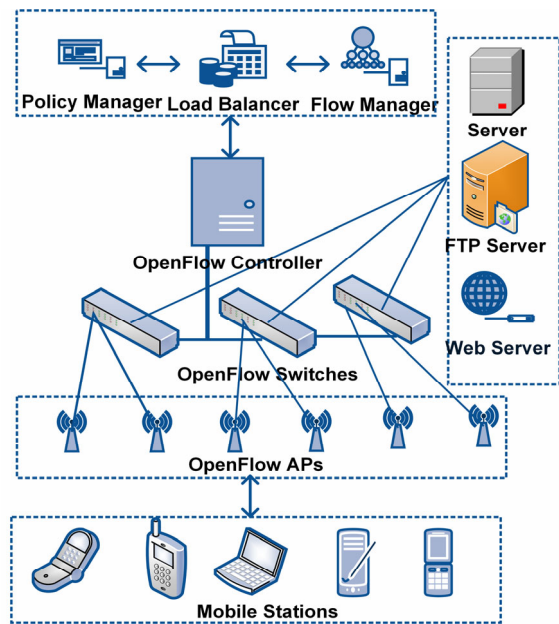 Policy Manager
Load Balancer
Flow Manager
Server
OpenFlow Controller
FTP Server
Web Server
OpenFlow Switches
OpenFlow APs
Mobile Stations